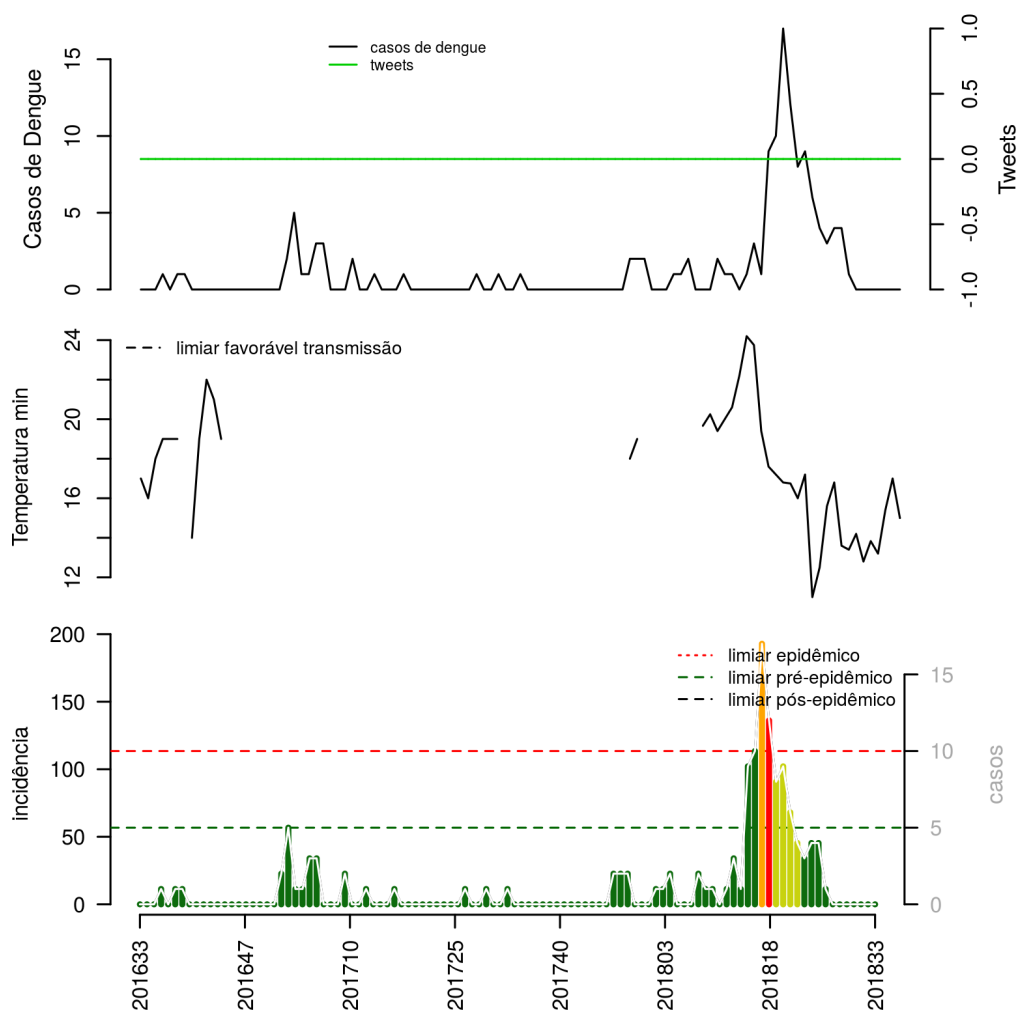 casos de dengue
tweets
Casos de Dengue
0
5
10
15
Tweets
-1.0
-0.5
0.0
0.5
1.0
limiar favorável transmissão
Temperatura min
12
16
20
24
limiar epidêmico
limiar pré-epidêmico
limiar pós-epidêmico
incidência
0
50
100
150
200
casos
0
5
10
15
201633
201647
201710
201725
201740
201803
201818
201833